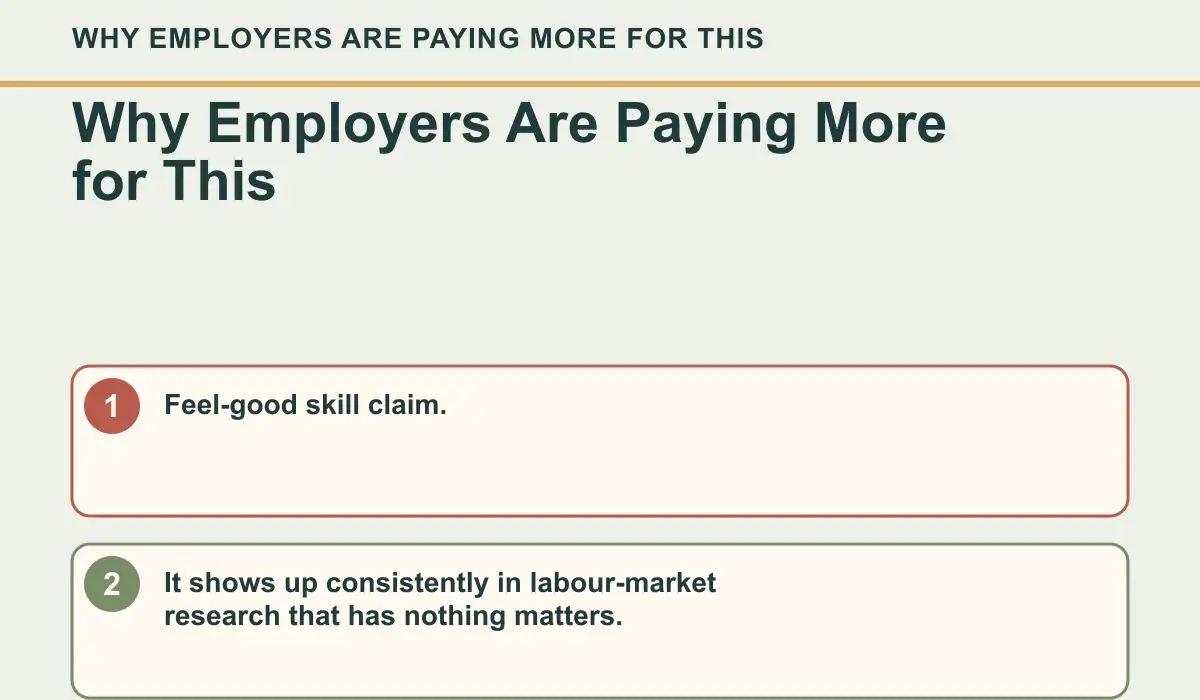 WHY EMPLOYERS ARE PAYING MORE FOR THIS
Why Employers Are Paying More
for This
1
Feel-good skill claim.
2
It shows up consistently in labour-market
research that has nothing matters.